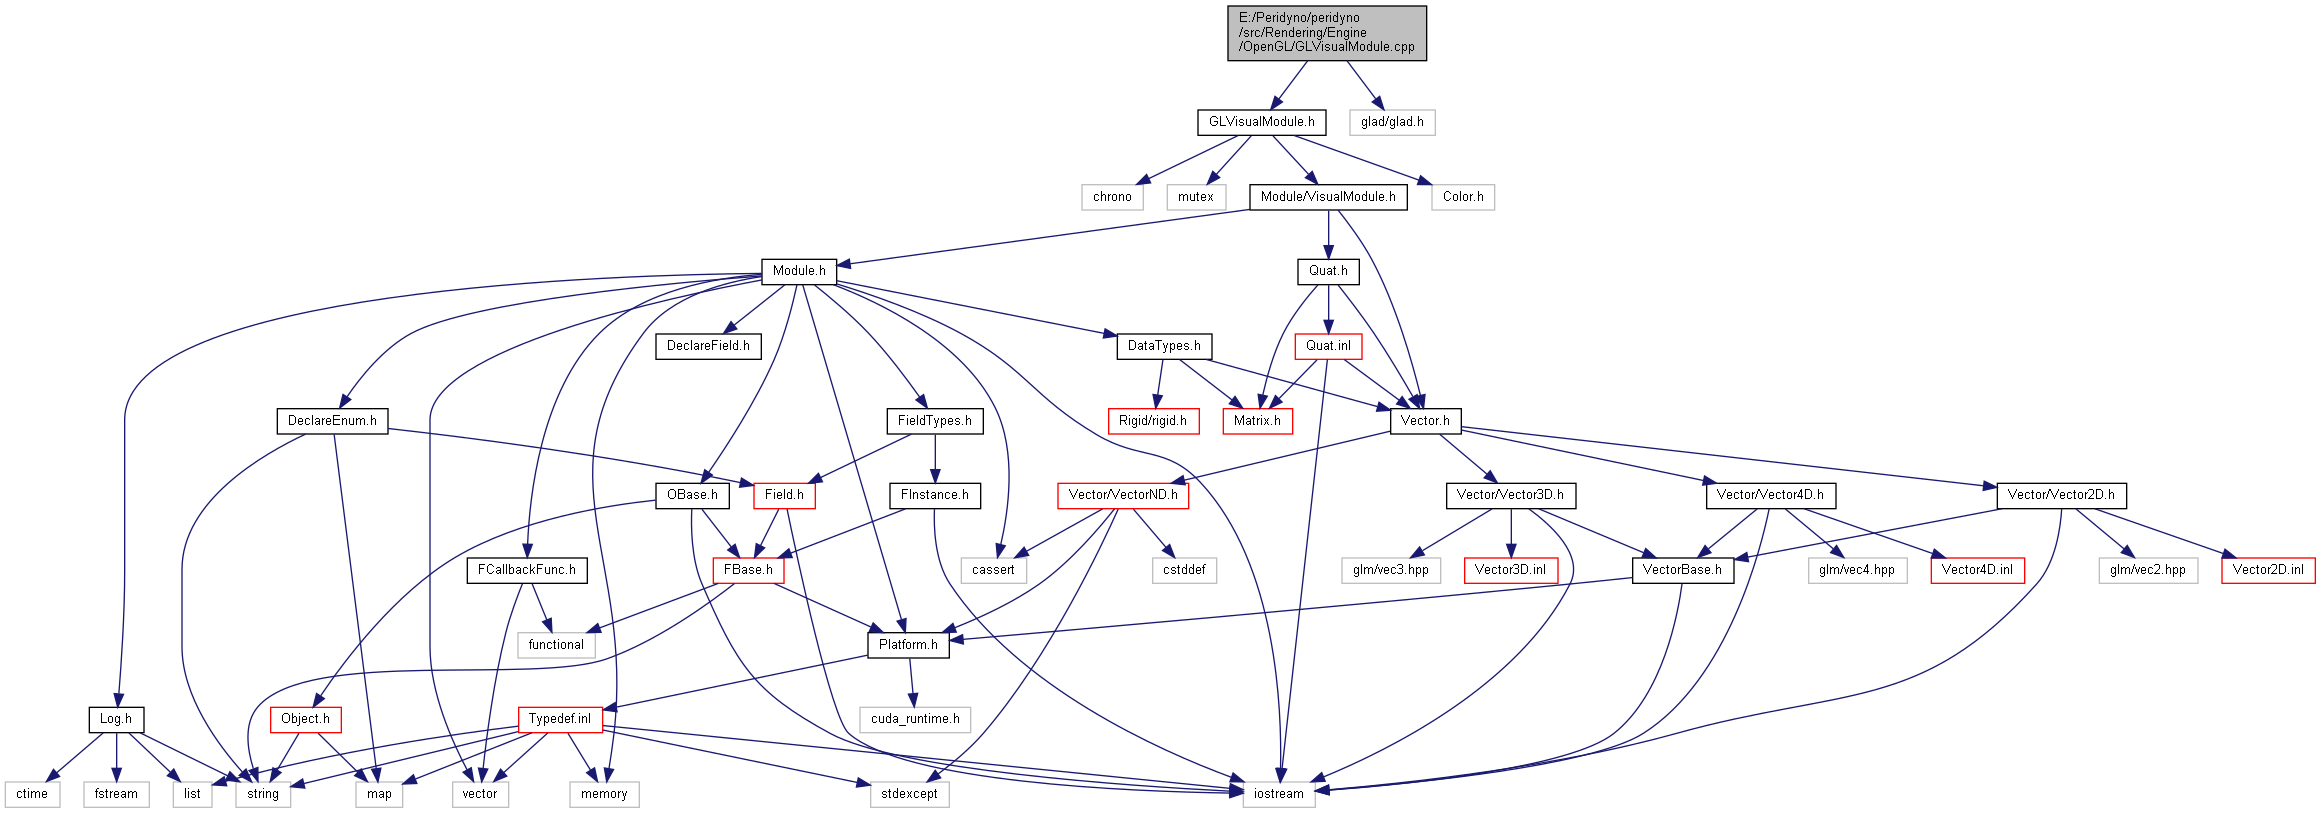 E:/Peridyno/peridyno
/src/Rendering/Engine
/OpenGL/GLVisualModule.cpp
GLVisualModule.h
glad/glad.h
chrono
mutex
Module/VisualModule.h
Color.h
Module.h
Quat.h
DeclareField.h
DataTypes.h
Quat.inl
DeclareEnum.h
FieldTypes.h
Rigid/rigid.h
Matrix.h
Vector.h
OBase.h
Field.h
FInstance.h
Vector/VectorND.h
Vector/Vector3D.h
Vector/Vector4D.h
Vector/Vector2D.h
FCallbackFunc.h
FBase.h
cassert
cstddef
glm/vec3.hpp
Vector3D.inl
VectorBase.h
glm/vec4.hpp
Vector4D.inl
glm/vec2.hpp
Vector2D.inl
functional
Platform.h
Log.h
Object.h
Typedef.inl
cuda_runtime.h
ctime
fstream
list
string
map
vector
memory
stdexcept
iostream